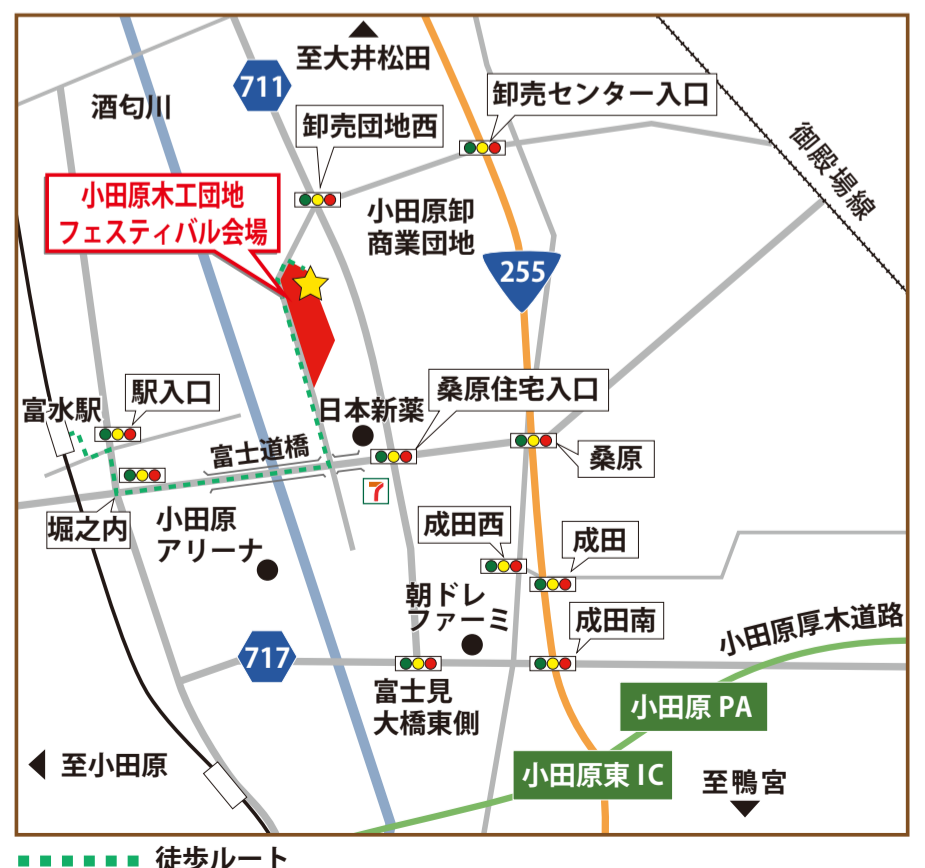 至大井松田
711
卸売センター入口
酒匂川
卸売団地西
御殿場線
小田原木工団地
フェスティバル会場
小田原卸
商業団地
255
駅入口
桑原住宅入口
富水駅
日本新薬
富士道橋
桑原
7
堀之内
小田原
アリーナ
成田西
成田
朝ドレ
ファーミ
成田南
小田原厚木道路
717
富士見
大橋東側
小田原 PA
至小田原
小田原東 IC
至鴨宮
徒歩ルート